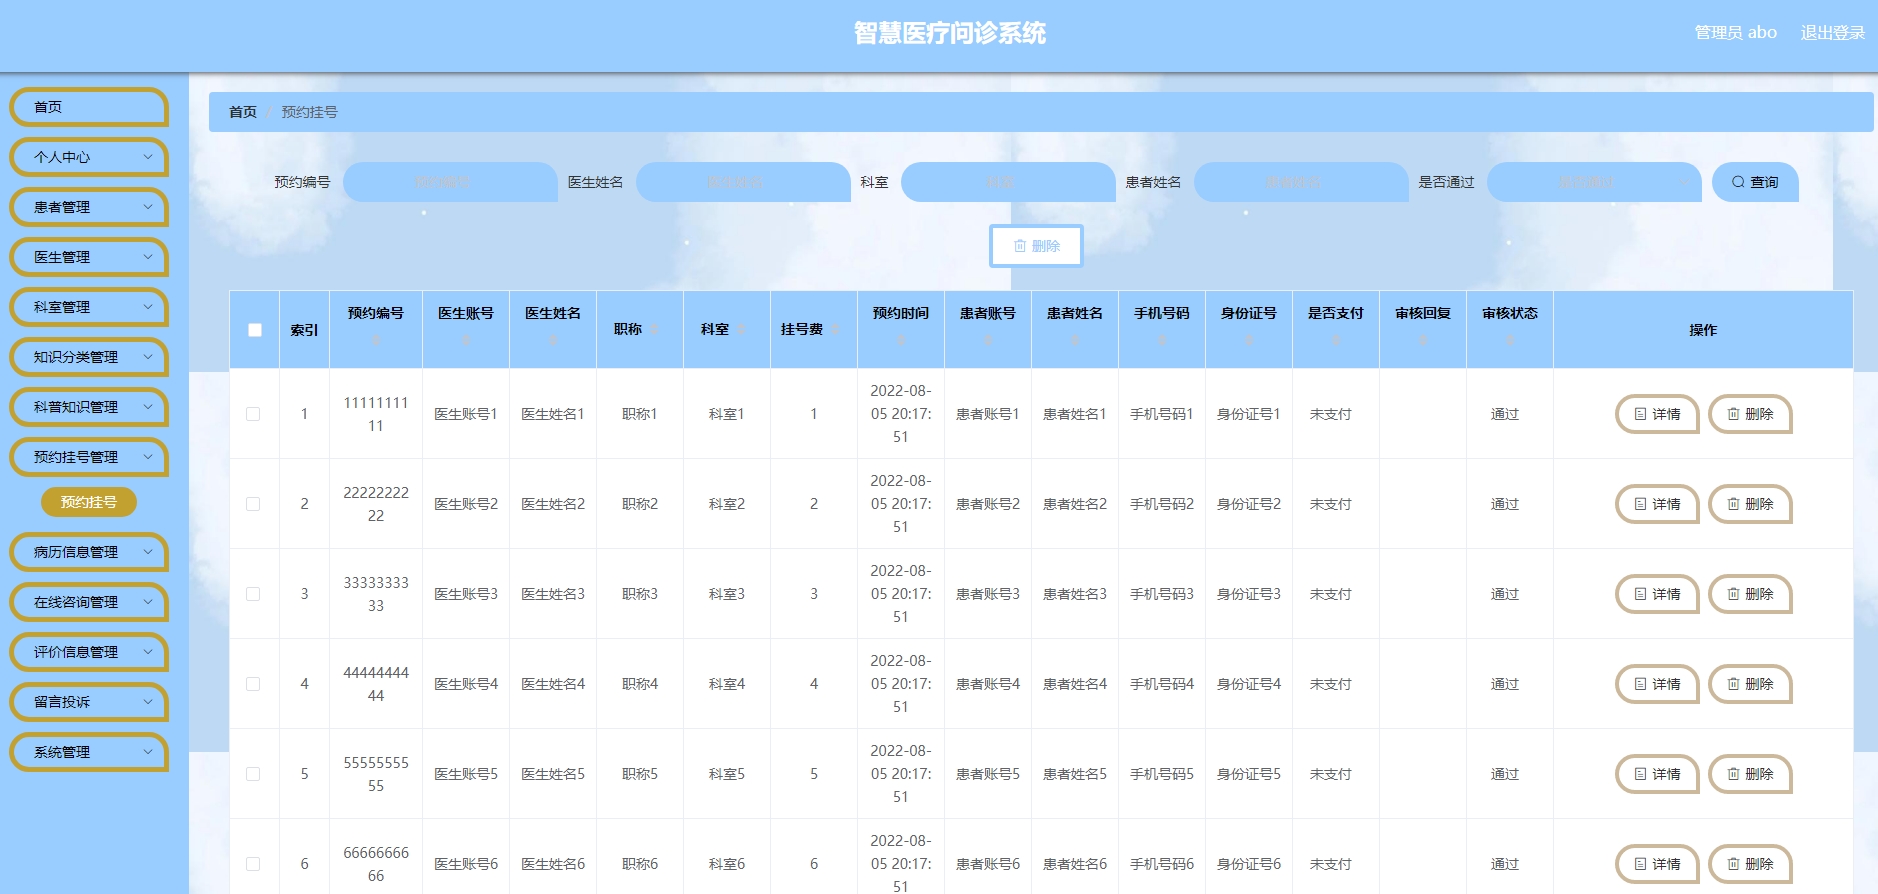 智慧医疗问诊系统
管理员 abo 退出登录
首页
个人中心
患者管理
医生管理
科室管理
知识分类管理
科普知识管理
预约挂号管理
预约挂号
病历信息管理
在线咨询管理
评价信息管理
留言投诉
系统管理
首页 / 预约挂号
预约编号 预约编号 医生姓名 医生姓名 科室 科室 患者姓名 患者姓名 是否通过 是否通过 查询
删除
索引 预约编号 医生账号 医生姓名 职称 科室 挂号费 预约时间 患者账号 患者姓名 手机号码 身份证号 是否支付 审核回复 审核状态 操作
1 1111111111 医生账号1 医生姓名1 职称1 科室1 1 2022-08-05 20:17:51 患者账号1 患者姓名1 手机号码1 身份证号1 未支付 通过 详情 删除
2 2222222222 医生账号2 医生姓名2 职称2 科室2 2 2022-08-05 20:17:51 患者账号2 患者姓名2 手机号码2 身份证号2 未支付 通过 详情 删除
3 3333333333 医生账号3 医生姓名3 职称3 科室3 3 2022-08-05 20:17:51 患者账号3 患者姓名3 手机号码3 身份证号3 未支付 通过 详情 删除
4 4444444444 医生账号4 医生姓名4 职称4 科室4 4 2022-08-05 20:17:51 患者账号4 患者姓名4 手机号码4 身份证号4 未支付 通过 详情 删除
5 5555555555 医生账号5 医生姓名5 职称5 科室5 5 2022-08-05 20:17:51 患者账号5 患者姓名5 手机号码5 身份证号5 未支付 通过 详情 删除
6 6666666666 医生账号6 医生姓名6 职称6 科室6 6 2022-08-05 20:17:51 患者账号6 患者姓名6 手机号码6 身份证号6 未支付 通过 详情 删除